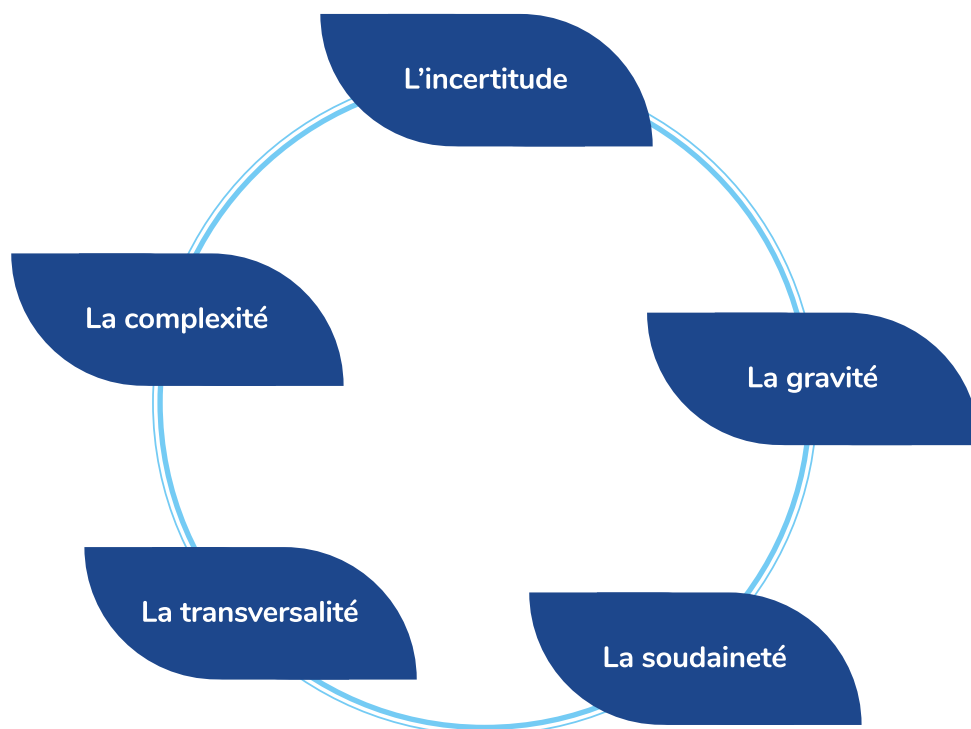 L’incertitude
La complexité
La gravité
La transversalité
La soudaineté